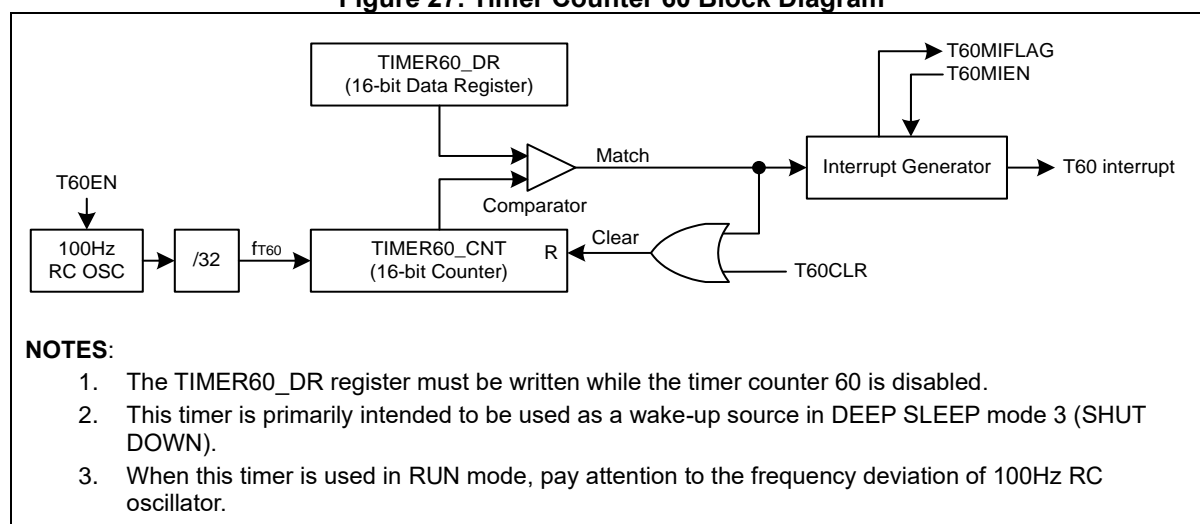 Figure 27. Timer Counter 60 Block Diagram
TIMER60_DR
(16-bit Data Register)
T60MIFLAG
T60MIEN
Match
Interrupt Generator
T60 interrupt
T60EN
Comparator
100Hz
RC OSC
/32
fT60
TIMER60_CNT
(16-bit Counter)
R
Clear
T60CLR
NOTES:
1. The TIMER60_DR register must be written while the timer counter 60 is disabled.
2. This timer is primarily intended to be used as a wake-up source in DEEP SLEEP mode 3 (SHUT
DOWN).
3. When this timer is used in RUN mode, pay attention to the frequency deviation of 100Hz RC
oscillator.